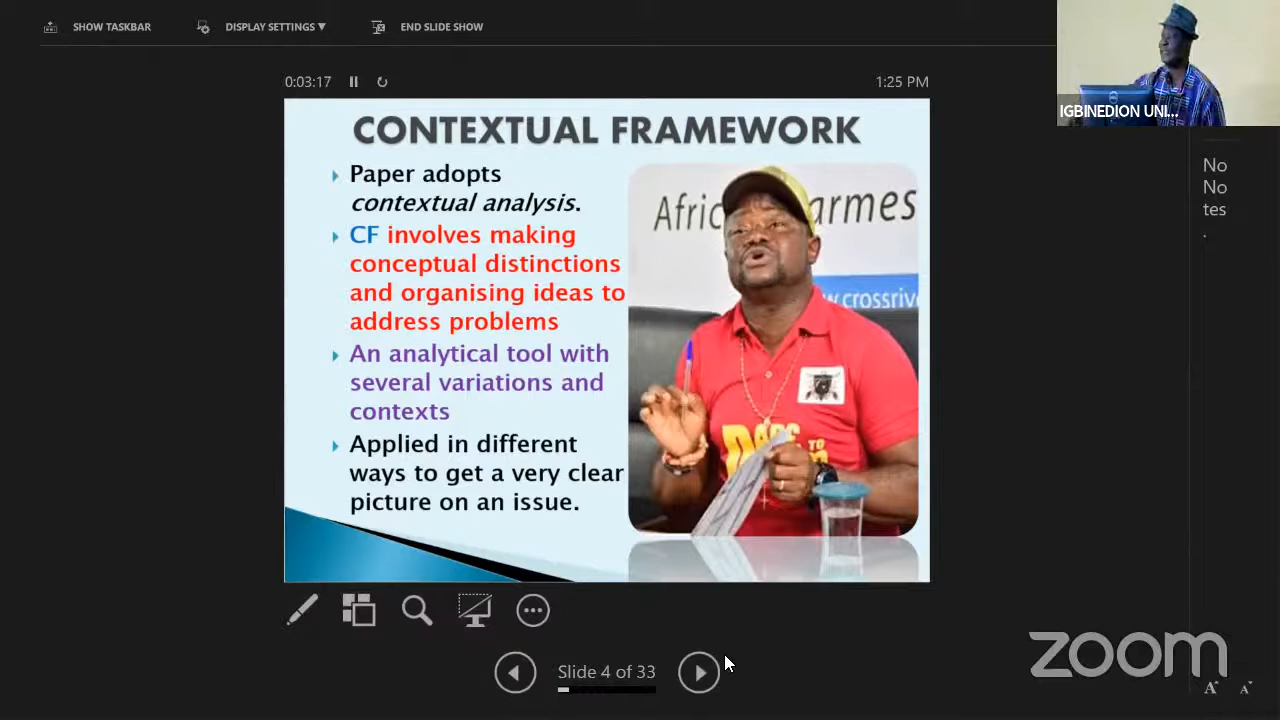 SHOW TASKBAR
DISPLAY SETTINGS ▼
END SLIDE SHOW
0:03:17
1:25 PM
IGBINEDION UNI...
CONTEXTUAL FRAMEWORK
Paper adopts
contextual analysis.
CF involves making
conceptual distinctions
and organising ideas to
address problems
An analytical tool with
several variations and
contexts
Applied in different
ways to get a very clear
picture on an issue.
No
No
tes
.
Slide 4 of 33
zoom
A A